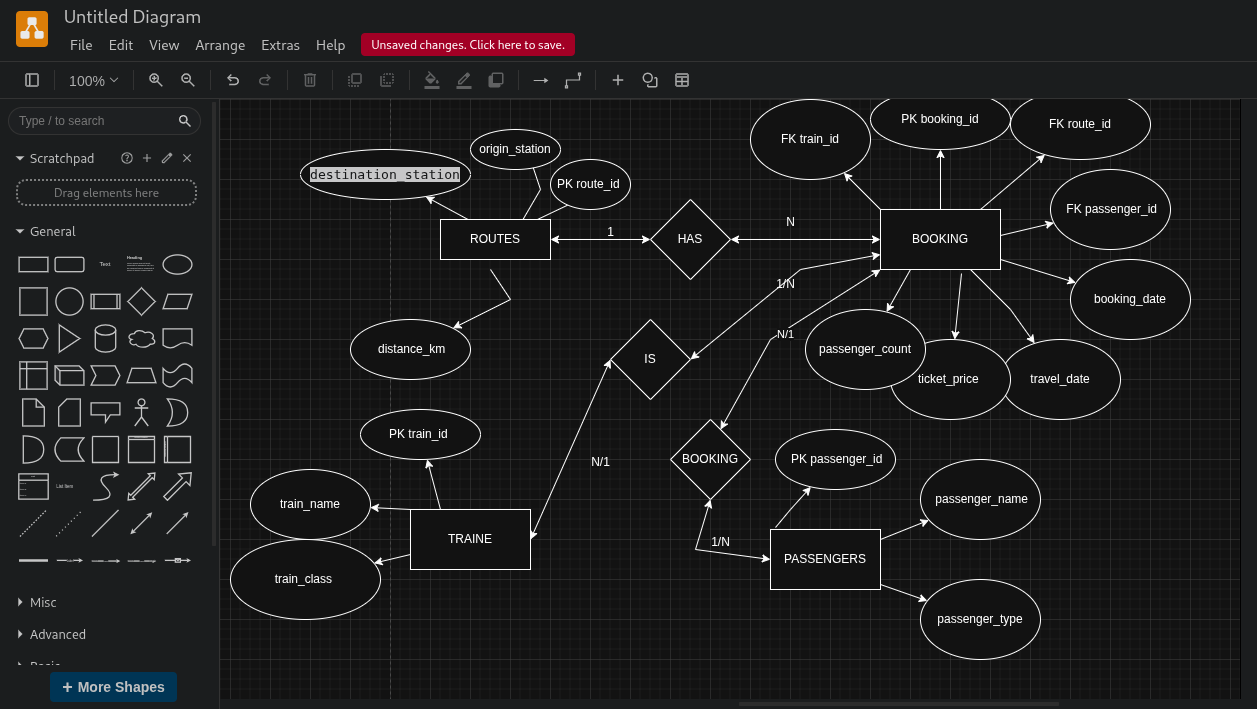 Untitled Diagram
File Edit View Arrange Extras Help Unsaved changes. Click here to save.
100%
Type / to search
Scratchpad
Drag elements here
General
Text
Heading
List Item
Misc
Advanced
+ More Shapes
FK train_id
PK booking_id
FK route_id
origin_station
destination_station
PK route_id
FK passenger_id
ROUTES
1
HAS
N
BOOKING
1/N
booking_date
N/1
distance_km
IS
passenger_count
ticket_price
travel_date
PK train_id
N/1
BOOKING
PK passenger_id
train_name
passenger_name
TRAINE
1/N
PASSENGERS
train_class
passenger_type